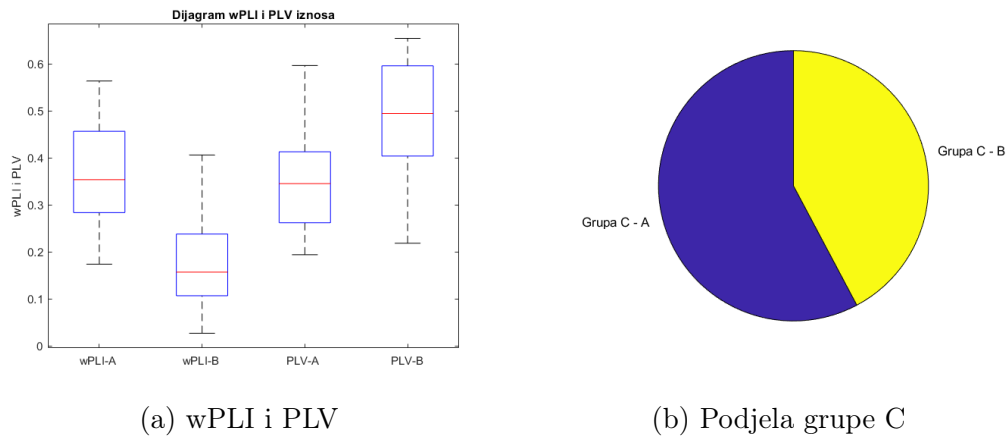 Dijagram wPLI i PLV iznosa
wPLI i PLV
0.6
0.5
0.4
0.3
0.2
0.1
0
wPLI-A
wPLI-B
PLV-A
PLV-B
Grupa C - B
Grupa C - A
(a) wPLI i PLV
(b) Podjela grupe C